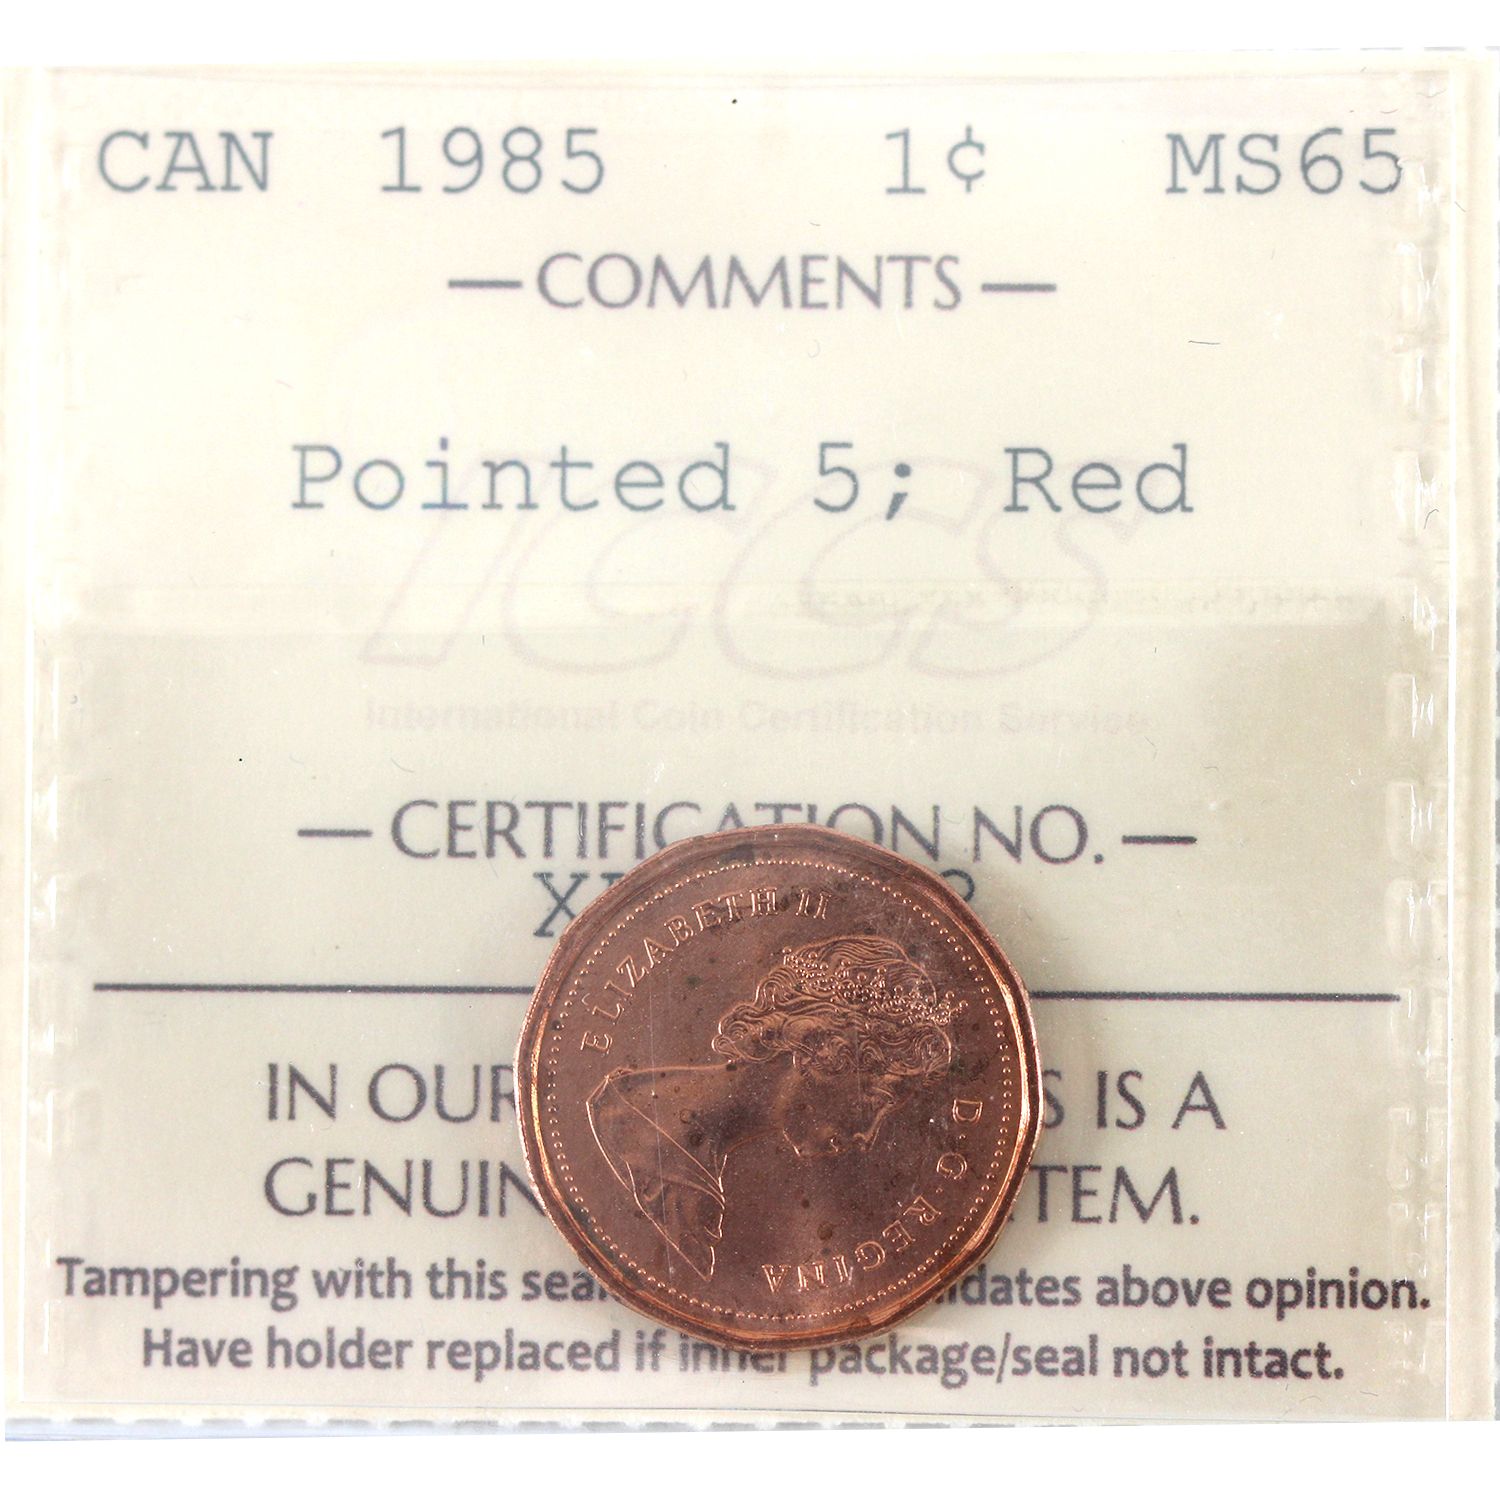 CAN 1985 1¢ MS65
—COMMENTS—
Pointed 5; Red
ICCS
International Coin Certification Service
—CERTIFICATION NO.—
ELIZABETH II D·G·REGINA
IN OUR S IS A
GENUIN TEM.
Tampering with this sea idates above opinion.
Have holder replaced if inner package/seal not intact.